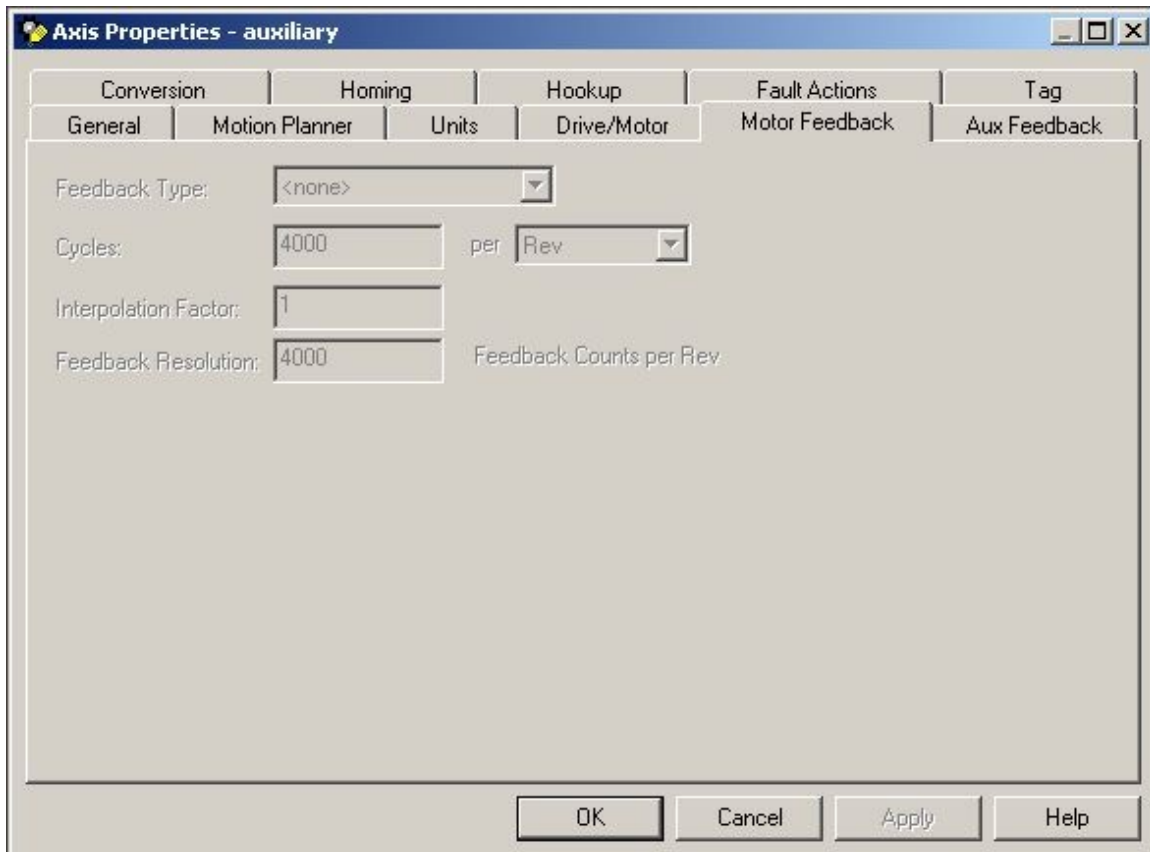 Axis Properties - auxiliary
Conversion Homing Hookup Fault Actions Tag
General Motion Planner Units Drive/Motor Motor Feedback Aux Feedback
Feedback Type: <none>
Cycles: 4000 per Rev
Interpolation Factor: 1
Feedback Resolution: 4000 Feedback Counts per Rev
OK Cancel Apply Help